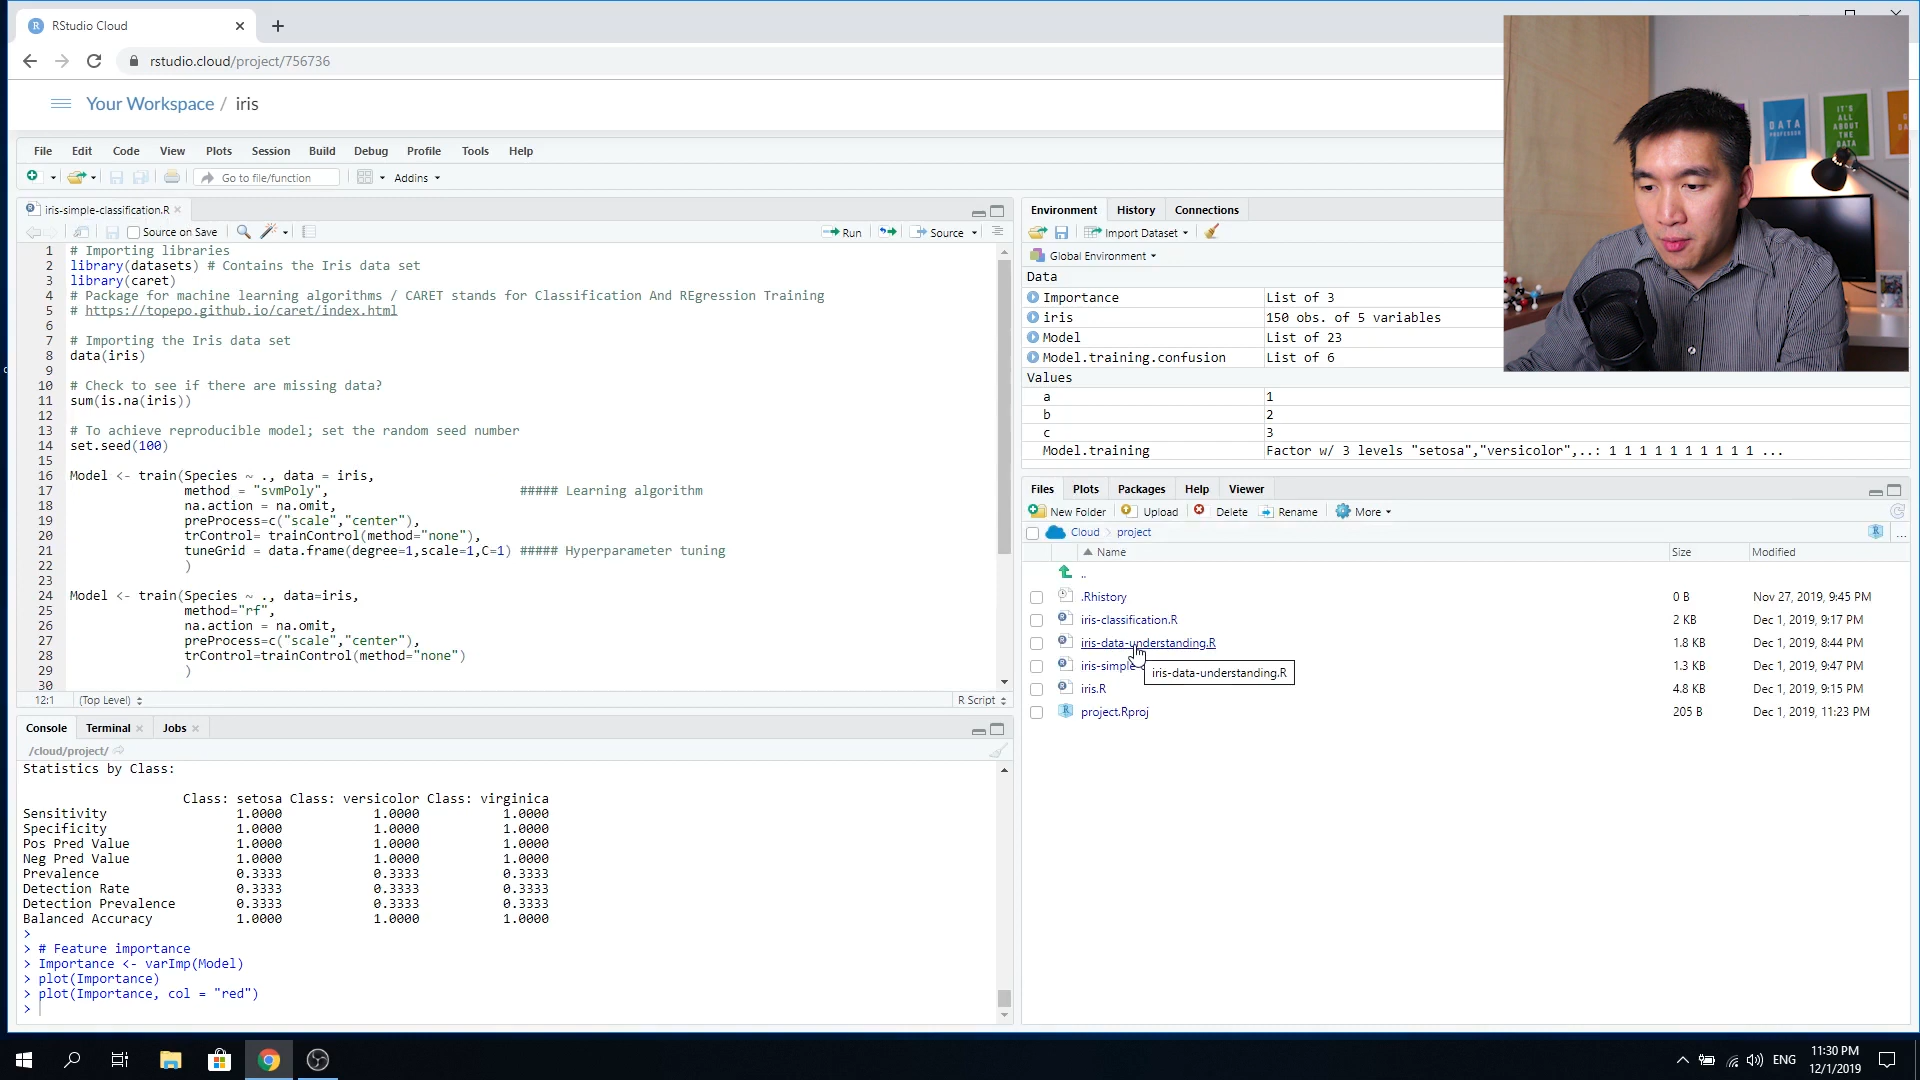 RStudio Cloud
rstudio.cloud/project/756736
Your Workspace / iris
File Edit Code View Plots Session Build Debug Profile Tools Help
Go to file/function Addins
iris-simple-classification.R
Source on Save Run Source
1 # Importing libraries
2 library(datasets) # Contains the Iris data set
3 library(caret)
4 # Package for machine learning algorithms / CARET stands for Classification And REgression Training
5 # https://topepo.github.io/caret/index.html
6
7 # Importing the Iris data set
8 data(iris)
9
10 # Check to see if there are missing data?
11 sum(is.na(iris))
12
13 # To achieve reproducible model; set the random seed number
14 set.seed(100)
15
16 Model <- train(Species ~ ., data = iris,
17 method = "svmPoly", ##### Learning algorithm
18 na.action = na.omit,
19 preProcess=c("scale","center"),
20 trControl= trainControl(method="none"),
21 tuneGrid = data.frame(degree=1,scale=1,C=1) ##### Hyperparameter tuning
22 )
23
24 Model <- train(Species ~ ., data=iris,
25 method="rf",
26 na.action = na.omit,
27 preProcess=c("scale","center"),
28 trControl=trainControl(method="none")
29 )
30
12:1 (Top Level) R Script
Console Terminal Jobs
/cloud/project/
Statistics by Class:
Class: setosa Class: versicolor Class: virginica
Sensitivity 1.0000 1.0000 1.0000
Specificity 1.0000 1.0000 1.0000
Pos Pred Value 1.0000 1.0000 1.0000
Neg Pred Value 1.0000 1.0000 1.0000
Prevalence 0.3333 0.3333 0.3333
Detection Rate 0.3333 0.3333 0.3333
Detection Prevalence 0.3333 0.3333 0.3333
Balanced Accuracy 1.0000 1.0000 1.0000
>
> # Feature importance
> Importance <- varImp(Model)
> plot(Importance)
> plot(Importance, col = "red")
>
Environment History Connections
Import Dataset
Global Environment
Data
Importance List of 3
iris 150 obs. of 5 variables
Model List of 23
Model.training.confusion List of 6
Values
a 1
b 2
c 3
Model.training Factor w/ 3 levels "setosa","versicolor",..: 1 1 1 1 1 1 1 1 1 1 ...
Files Plots Packages Help Viewer
New Folder Upload Delete Rename More
Cloud project ...
Name Size Modified
..
.Rhistory 0 B Nov 27, 2019, 9:45 PM
iris-classification.R 2 KB Dec 1, 2019, 9:17 PM
iris-data-understanding.R 1.8 KB Dec 1, 2019, 8:44 PM
iris-simple 1.3 KB Dec 1, 2019, 9:47 PM
iris-data-understanding.R
iris.R 4.8 KB Dec 1, 2019, 9:15 PM
project.Rproj 205 B Dec 1, 2019, 11:23 PM
DATA
PROFESSOR
IT'S
ALL
ABOUT
THE
DATA
ENG
11:30 PM
12/1/2019